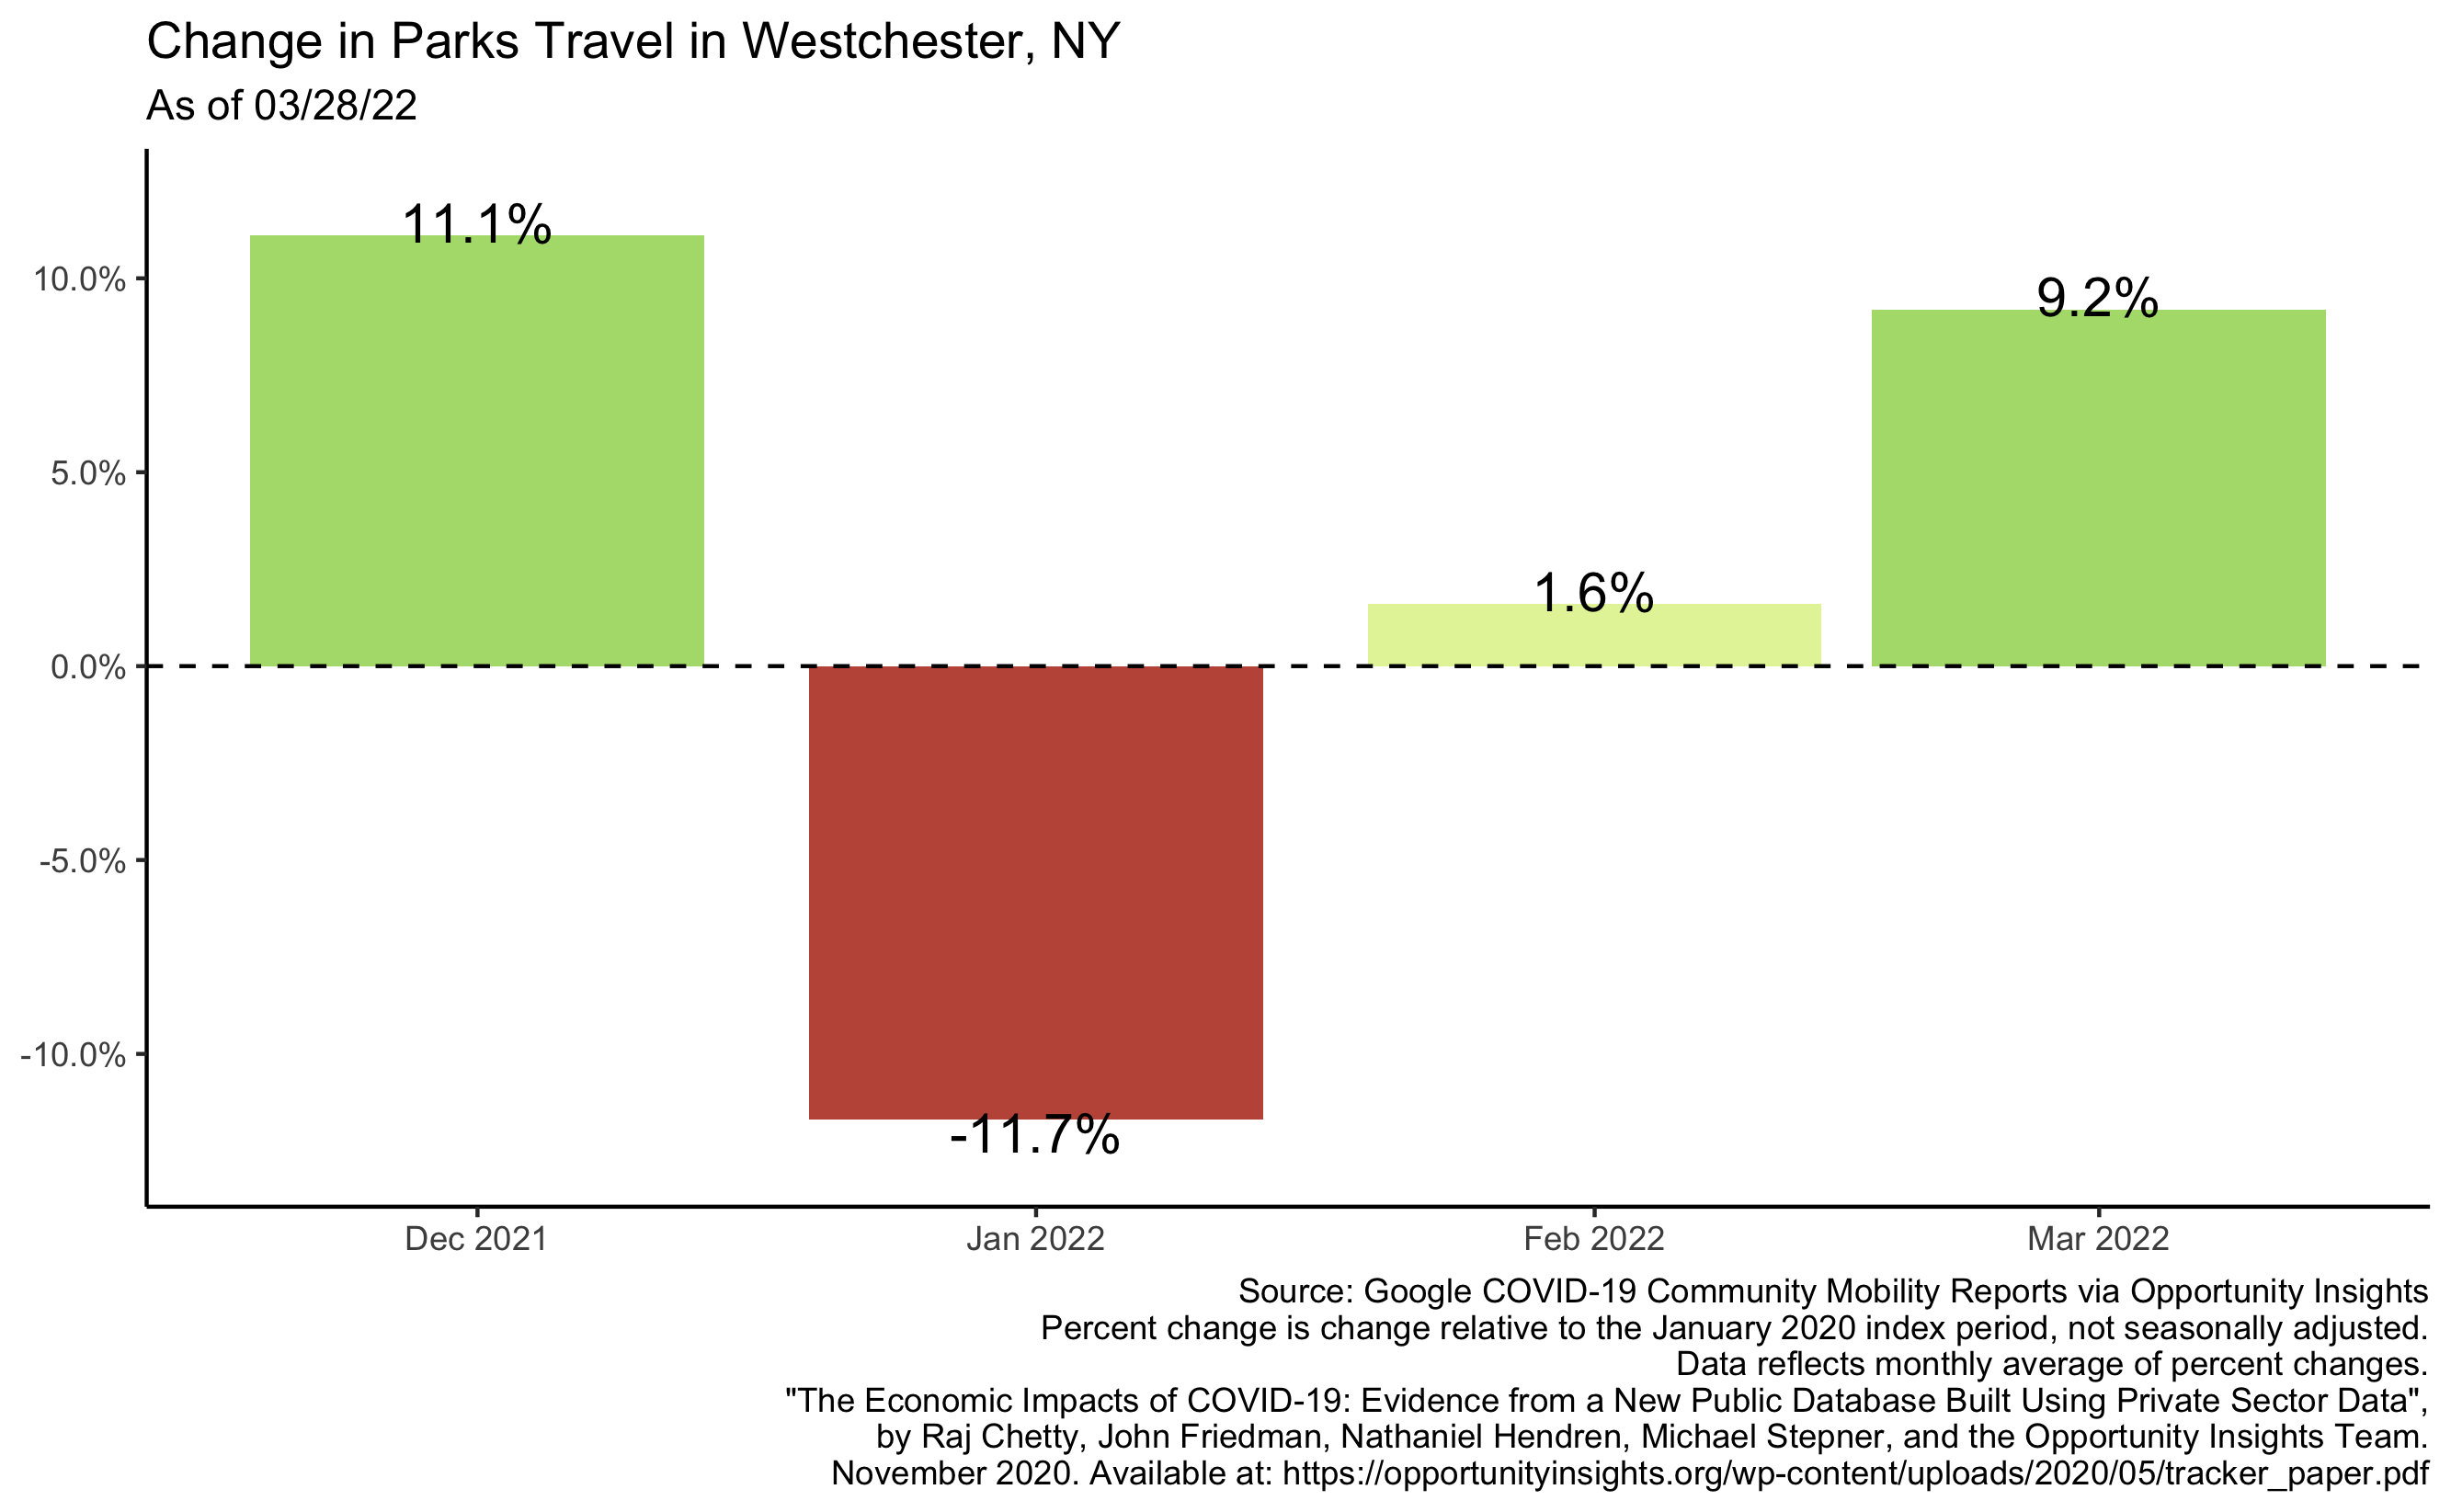 Change in Parks Travel in Westchester, NY
As of 03/28/22
11.1%
10.0%
9.2%
5.0%
1.6%
0.0%
-5.0%
-10.0%
-11.7%
Dec 2021 Jan 2022 Feb 2022 Mar 2022
Source: Google COVID-19 Community Mobility Reports via Opportunity Insights
Percent change is change relative to the January 2020 index period, not seasonally adjusted.
Data reflects monthly average of percent changes.
"The Economic Impacts of COVID-19: Evidence from a New Public Database Built Using Private Sector Data",
by Raj Chetty, John Friedman, Nathaniel Hendren, Michael Stepner, and the Opportunity Insights Team.
November 2020. Available at: https://opportunityinsights.org/wp-content/uploads/2020/05/tracker_paper.pdf